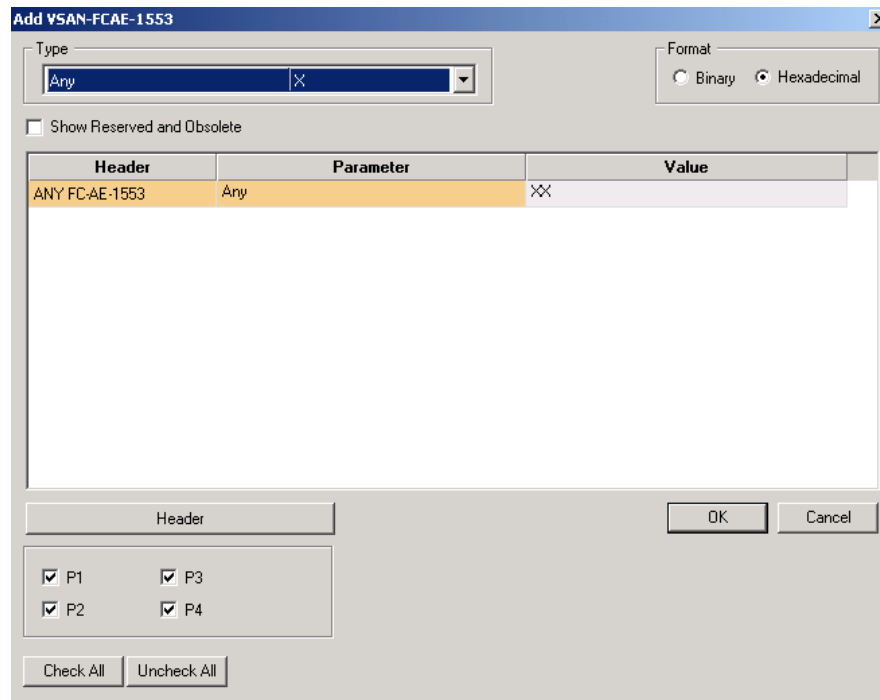 Add VSAN-FCAE-1553
Type
Format
Any X
Binary Hexadecimal
Show Reserved and Obsolete
Header Parameter Value
ANY FC-AE-1553 Any XX
Header OK Cancel
P1 P3
P2 P4
Check All Uncheck All